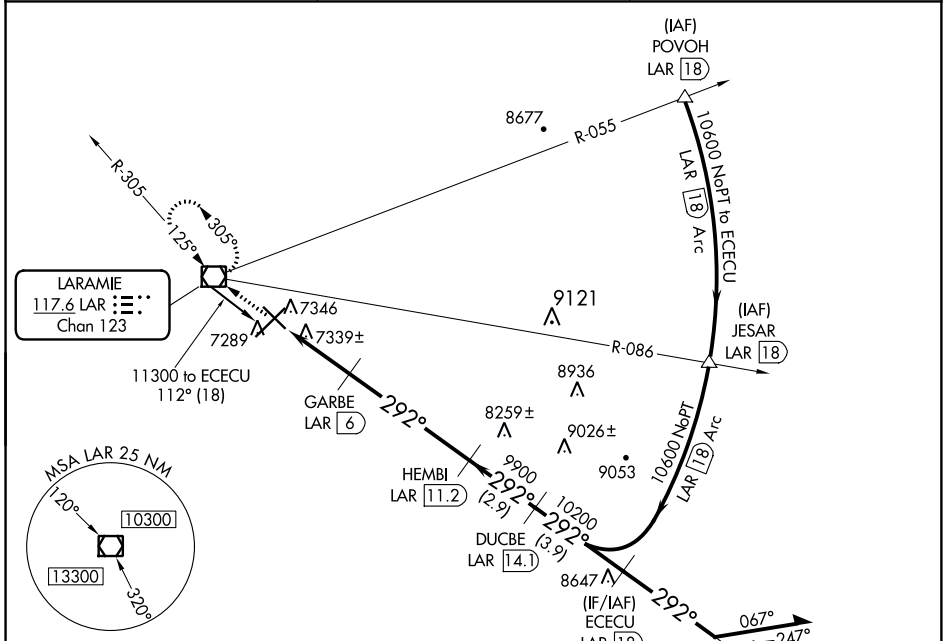 (IAF)
POVOH
LAR 18
8677
R-055
10600 NoPT to ECECU
LAR 18 Arc
R-305
125°
305°
LARAMIE
117.6 LAR
Chan 123
7346
7289
7339±
9121
(IAF)
JESAR
LAR 18
R-086
11300 to ECECU
112° (18)
GARBE
LAR 6
292°
8936
8259±
9026±
9053
10600 NoPT
LAR 18 Arc
HEMBI
LAR 11.2
9900
292°
(2.9)
10200
292°
(3.9)
DUCBE
LAR 14.1
MSA LAR 25 NM
120°
10300
13300
320°
8647
(IF/IAF)
ECECU
LAR 18
292°
067°
247°